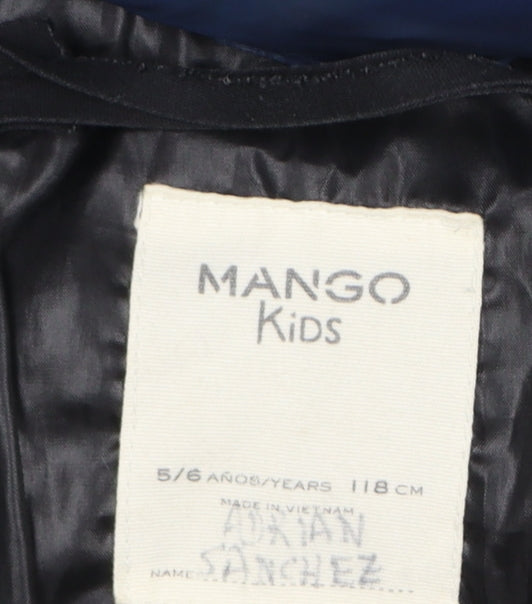 MANGO
KiDS
5/6 AÑOS/YEARS 118 CM
MADE IN VIETNAM
ADRIAN
NAME SANCHEZ